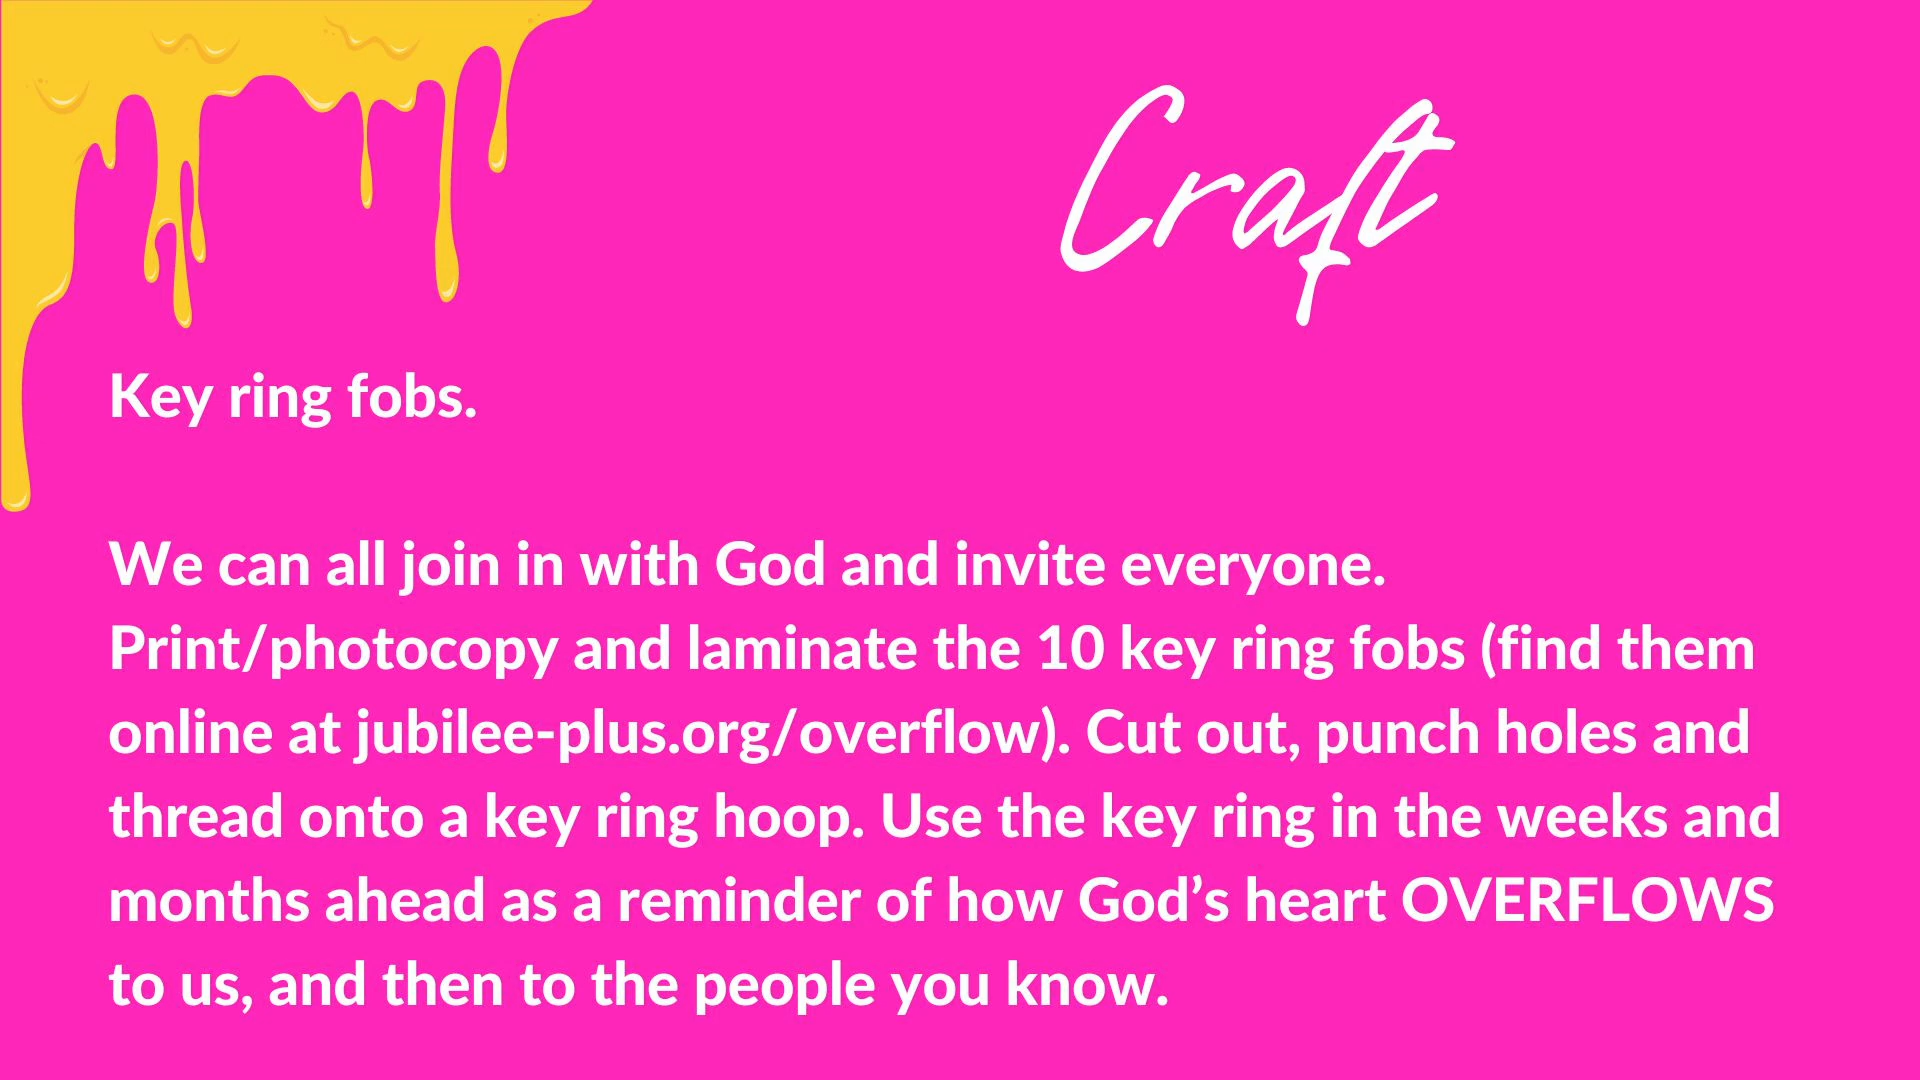 Craft
Key ring fobs.
We can all join in with God and invite everyone.
Print/photocopy and laminate the 10 key ring fobs (find them
online at jubilee-plus.org/overflow). Cut out, punch holes and
thread onto a key ring hoop. Use the key ring in the weeks and
months ahead as a reminder of how God’s heart OVERFLOWS
to us, and then to the people you know.